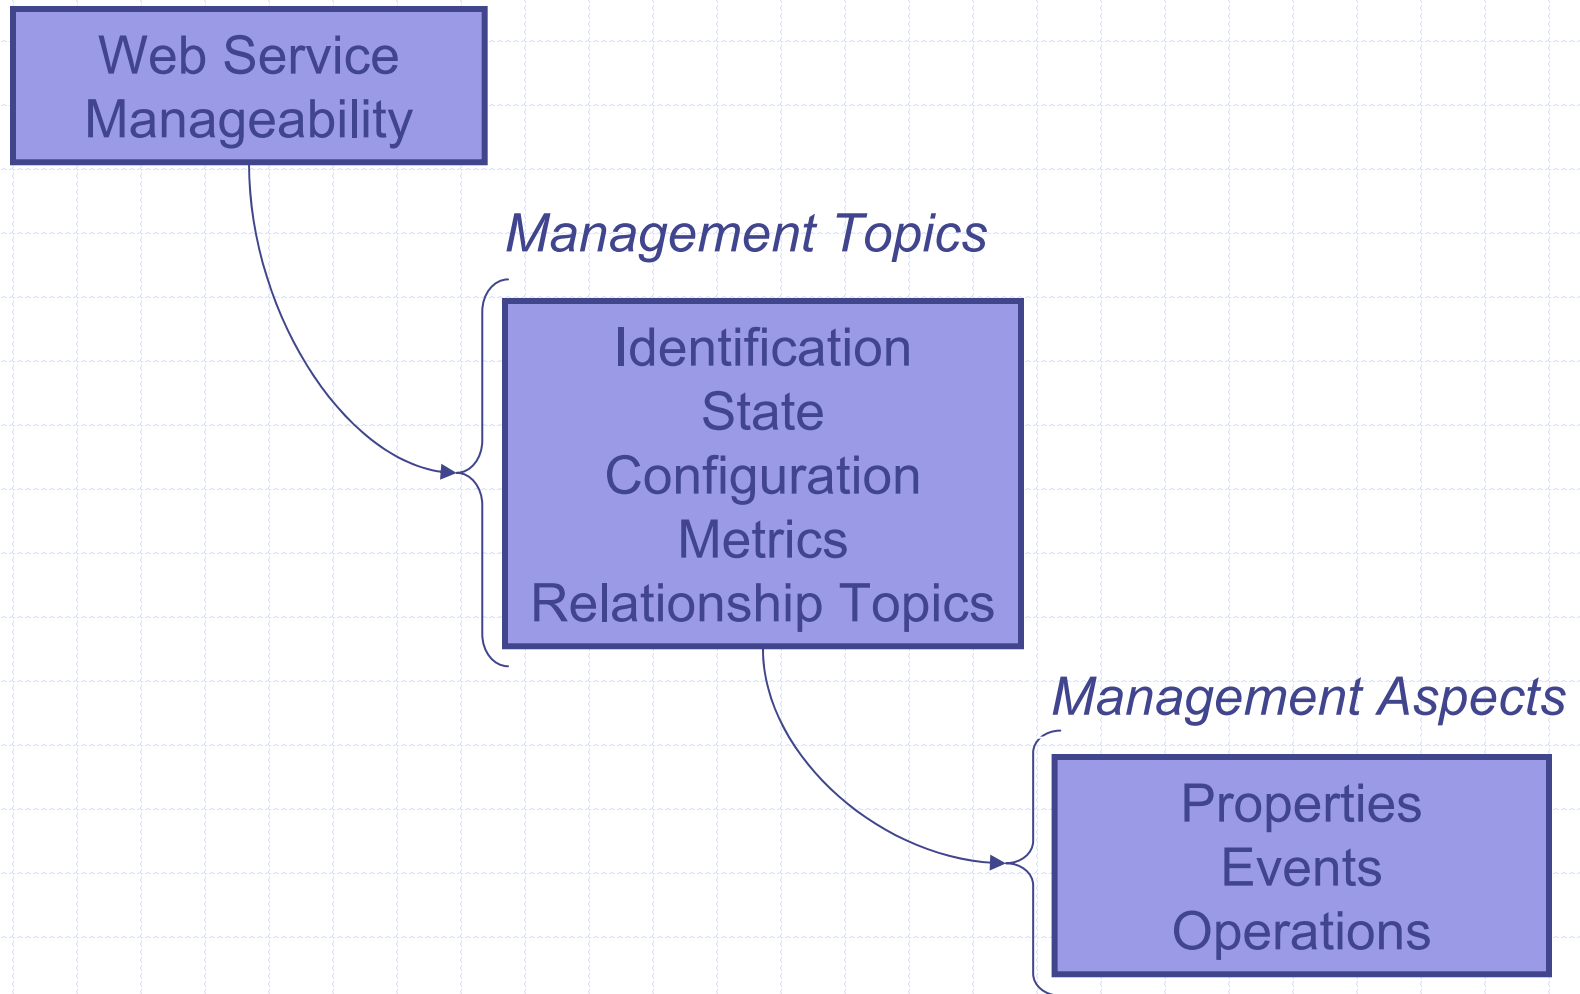 Web Service
Manageability
Management Topics
Identification
State
Configuration
Metrics
Relationship Topics
Management Aspects
Properties
Events
Operations